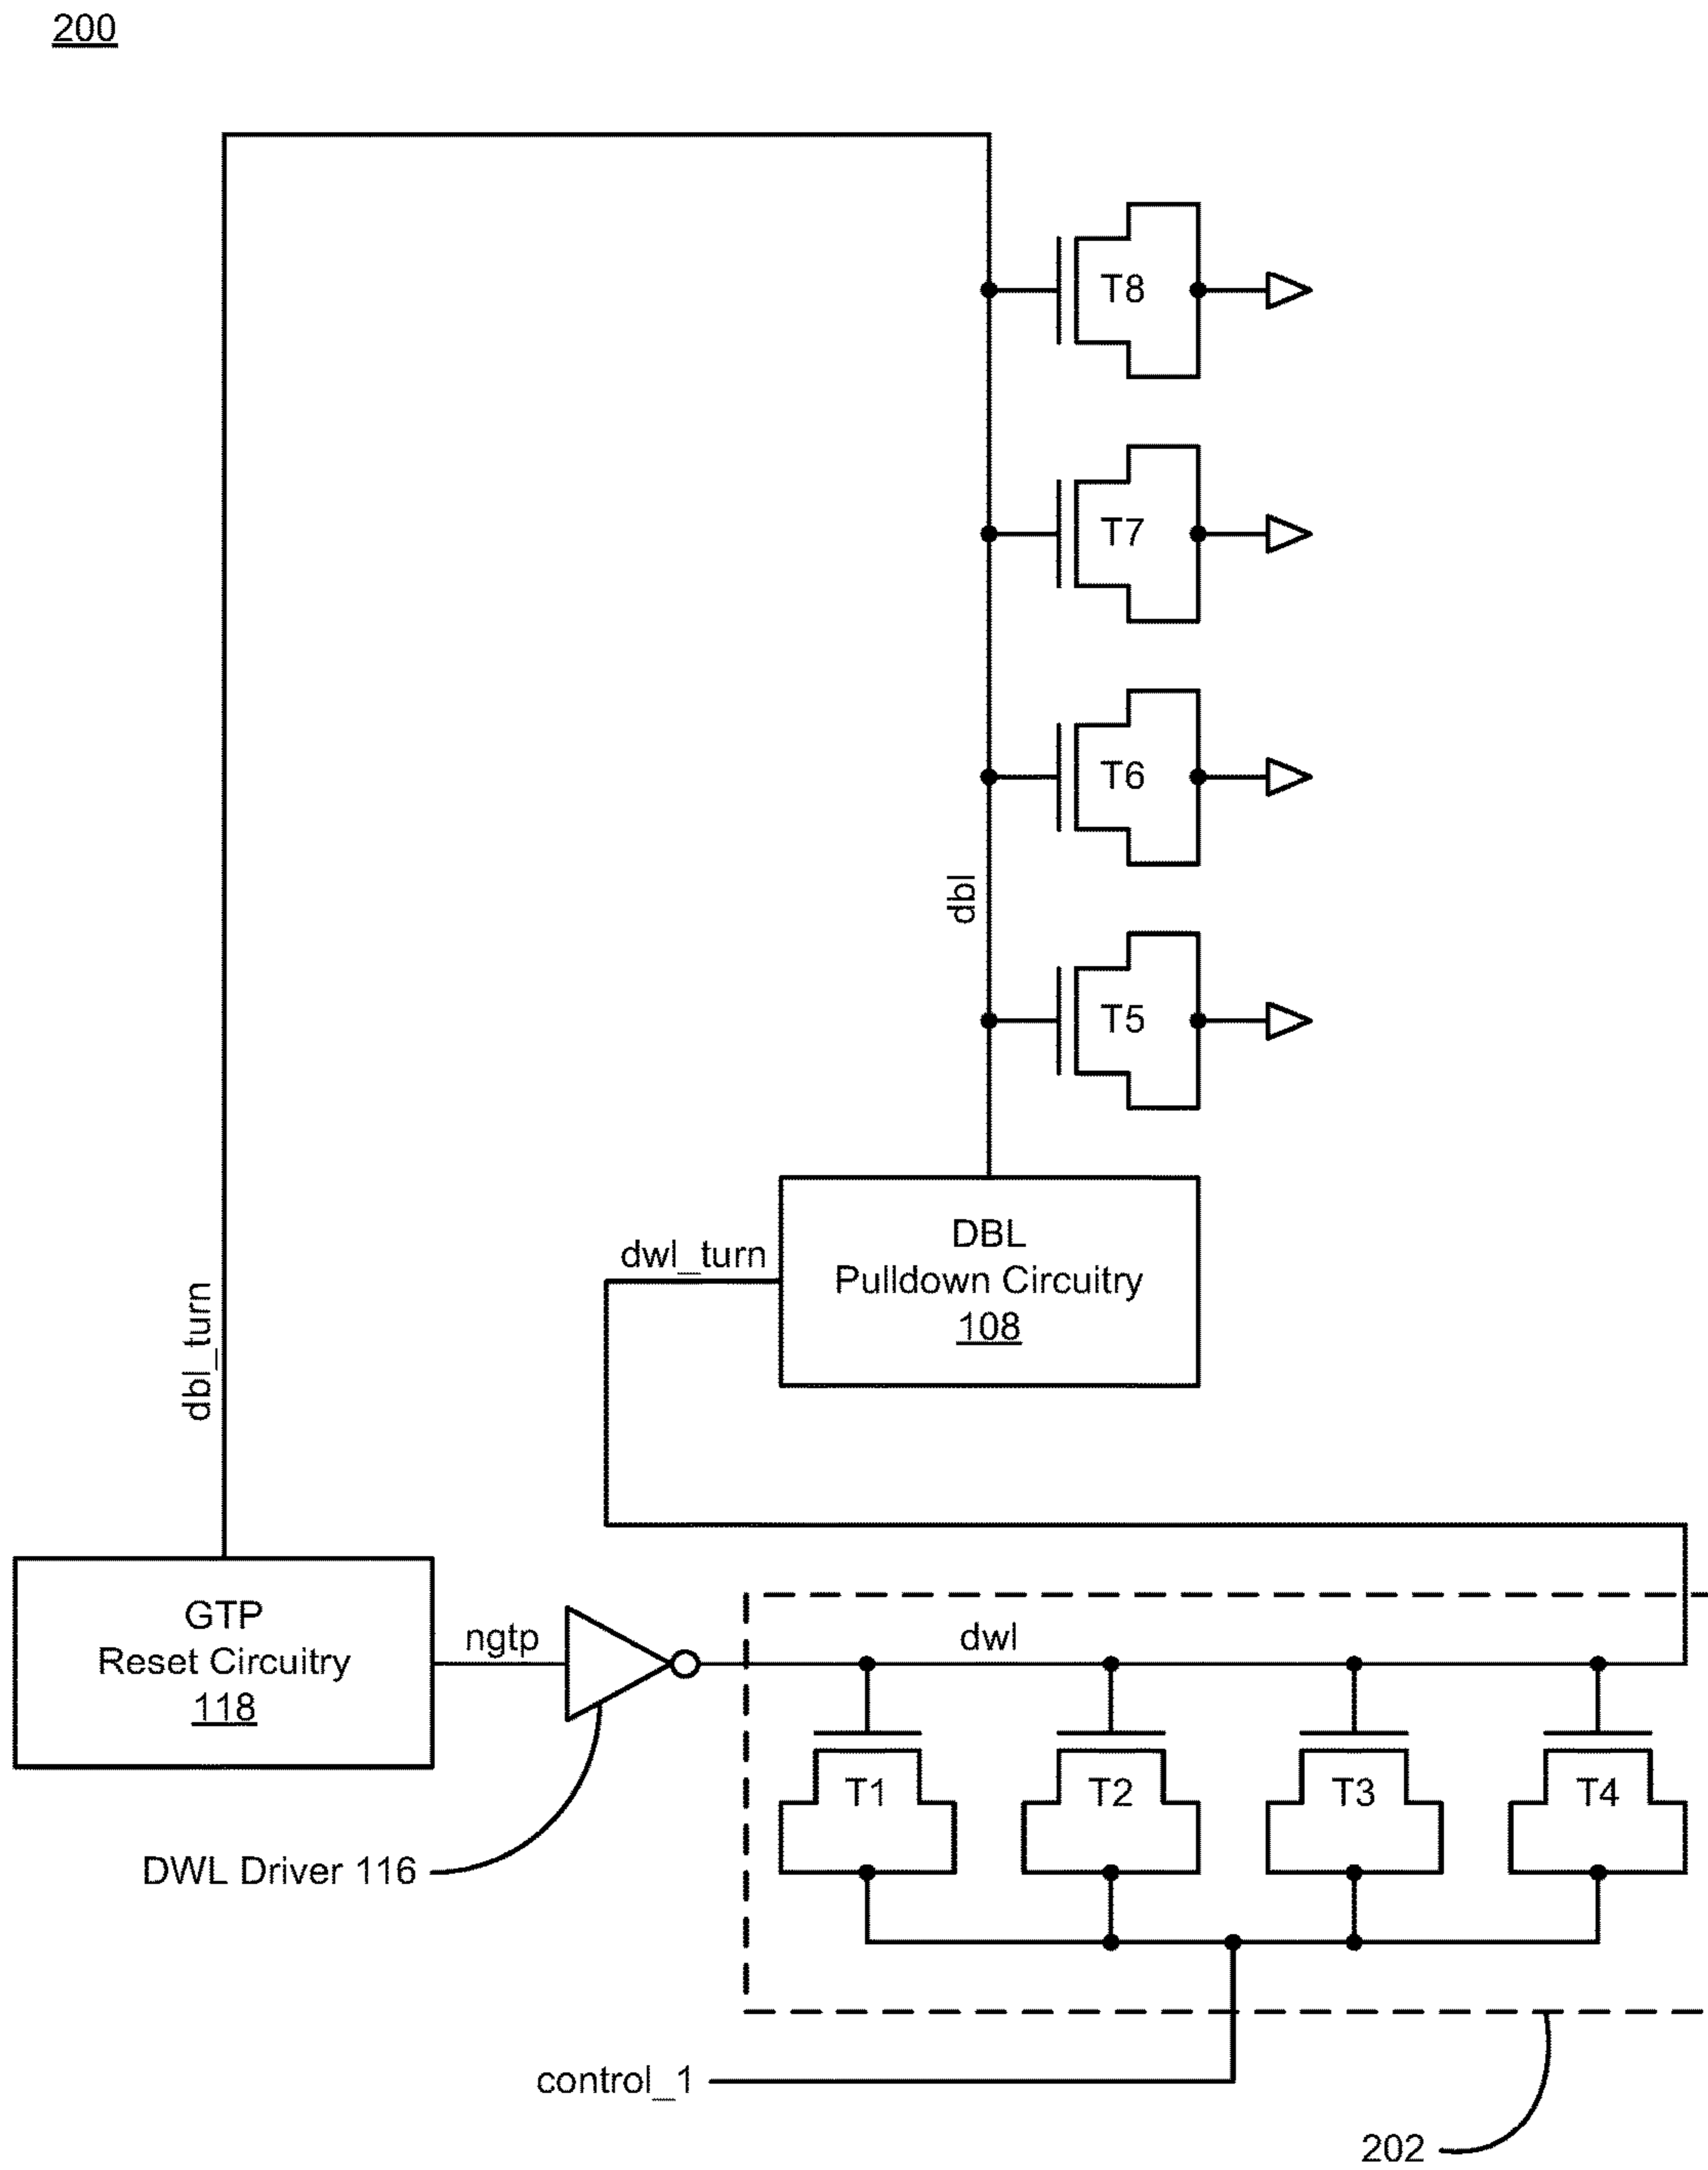 200
T8
T7
T6
dbl
T5
DBL
dwl_turn
Pulldown Circuitry
108
dbl_turn
GTP
Reset Circuitry
118
ngtp
dwl
T1
T2
T3
T4
DWL Driver 116
control_1
202